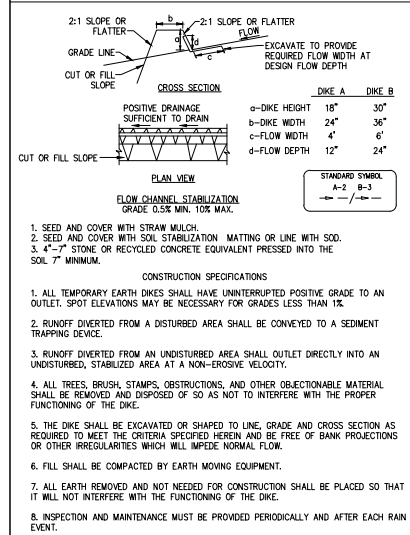 2:1 SLOPE OR
FLATTER
b
2:1 SLOPE OR FLATTER
FLOW
GRADE LINE
a
d
c
EXCAVATE TO PROVIDE
REQUIRED FLOW WIDTH AT
DESIGN FLOW DEPTH
CUT OR FILL
SLOPE
CROSS SECTION
DIKE A DIKE B
a-DIKE HEIGHT 18" 30"
b-DIKE WIDTH 24" 36"
c-FLOW WIDTH 4' 6'
d-FLOW DEPTH 12" 24"
POSITIVE DRAINAGE
SUFFICIENT TO DRAIN
CUT OR FILL SLOPE
PLAN VIEW
STANDARD SYMBOL
A-2 B-3
FLOW CHANNEL STABILIZATION
GRADE 0.5% MIN. 10% MAX.
1. SEED AND COVER WITH STRAW MULCH.
2. SEED AND COVER WITH SOIL STABILIZATION MATTING OR LINE WITH SOD.
3. 4"-7" STONE OR RECYCLED CONCRETE EQUIVALENT PRESSED INTO THE
SOIL 7" MINIMUM.
CONSTRUCTION SPECIFICATIONS
1. ALL TEMPORARY EARTH DIKES SHALL HAVE UNINTERRUPTED POSITIVE GRADE TO AN
OUTLET. SPOT ELEVATIONS MAY BE NECESSARY FOR GRADES LESS THAN 1%.
2. RUNOFF DIVERTED FROM A DISTURBED AREA SHALL BE CONVEYED TO A SEDIMENT
TRAPPING DEVICE.
3. RUNOFF DIVERTED FROM AN UNDISTURBED AREA SHALL OUTLET DIRECTLY INTO AN
UNDISTURBED, STABILIZED AREA AT A NON-EROSIVE VELOCITY.
4. ALL TREES, BRUSH, STAMPS, OBSTRUCTIONS, AND OTHER OBJECTIONABLE MATERIAL
SHALL BE REMOVED AND DISPOSED OF SO AS NOT TO INTERFERE WITH THE PROPER
FUNCTIONING OF THE DIKE.
5. THE DIKE SHALL BE EXCAVATED OR SHAPED TO LINE, GRADE AND CROSS SECTION AS
REQUIRED TO MEET THE CRITERIA SPECIFIED HEREIN AND BE FREE OF BANK PROJECTIONS
OR OTHER IRREGULARITIES WHICH WILL IMPEDE NORMAL FLOW.
6. FILL SHALL BE COMPACTED BY EARTH MOVING EQUIPMENT.
7. ALL EARTH REMOVED AND NOT NEEDED FOR CONSTRUCTION SHALL BE PLACED SO THAT
IT WILL NOT INTERFERE WITH THE FUNCTIONING OF THE DIKE.
8. INSPECTION AND MAINTENANCE MUST BE PROVIDED PERIODICALLY AND AFTER EACH RAIN
EVENT.